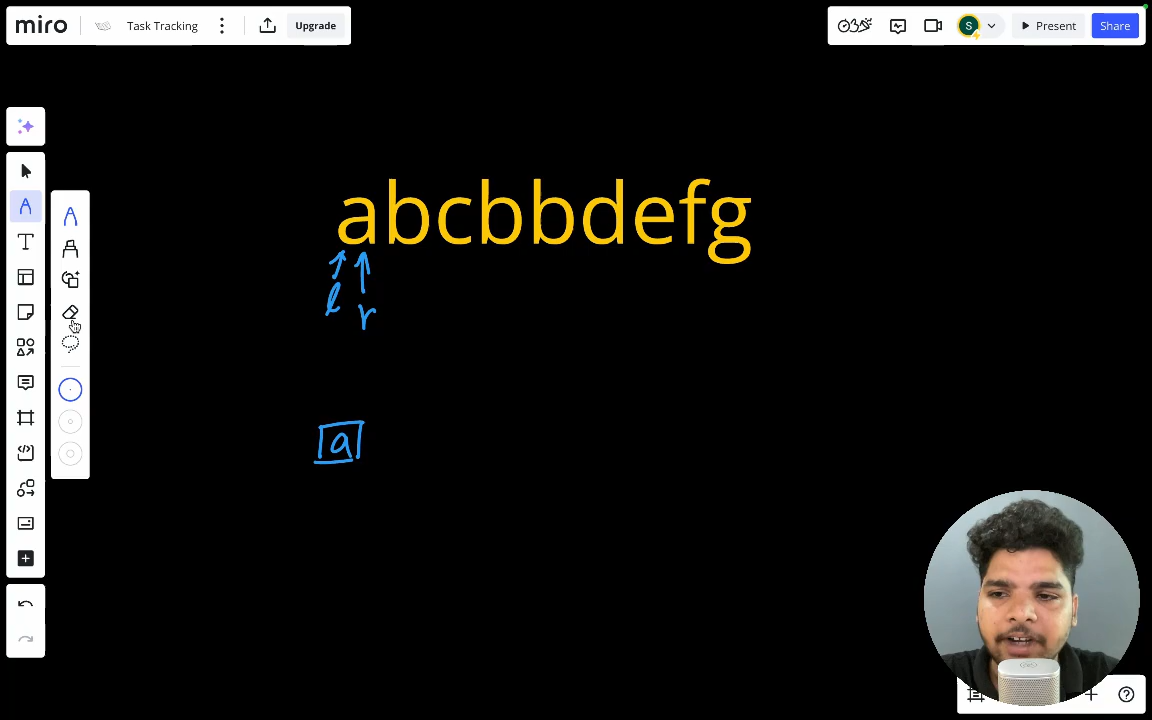 miro Task Tracking Upgrade
S Present Share
abcbbdefg
l r
a